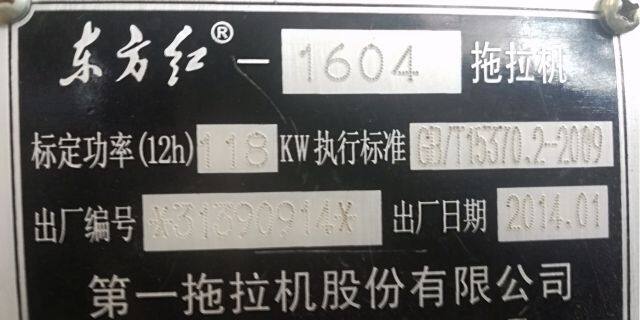 东方红®-1604 拖拉机
标定功率(12h) 118 KW 执行标准 GB/T15370.2-2009
出厂编号 *31390914* 出厂日期 2014.01
第一拖拉机股份有限公司